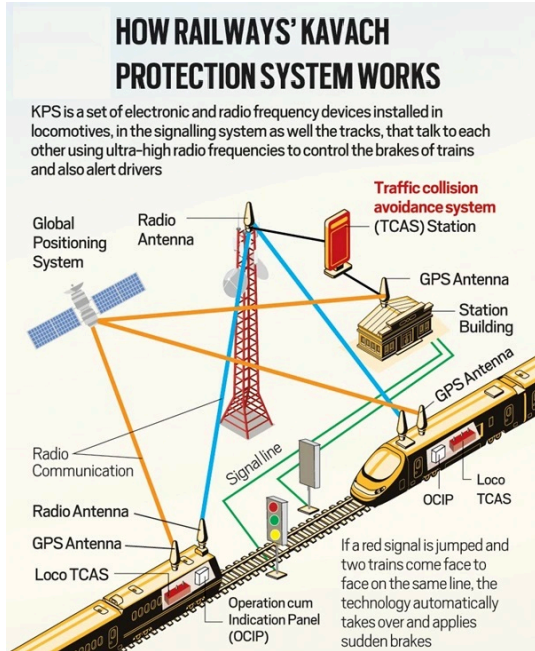 HOW RAILWAYS' KAVACH
PROTECTION SYSTEM WORKS
KPS is a set of electronic and radio frequency devices installed in
locomotives, in the signalling system as well the tracks, that talk to each
other using ultra-high radio frequencies to control the brakes of trains
and also alert drivers
Global
Positioning
System
Radio
Antenna
Traffic collision
avoidance system
(TCAS) Station
GPS Antenna
Station
Building
GPS Antenna
Radio
Communication
Signal line
OCIP
Loco
TCAS
Radio Antenna
GPS Antenna
Loco TCAS
Operation cum
Indication Panel
(OCIP)
If a red signal is jumped and
two trains come face to
face on the same line, the
technology automatically
takes over and applies
sudden brakes